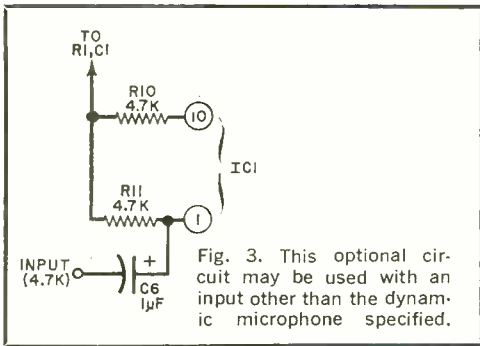 TO
R1,C1
R10
4.7K
10
IC1
R11
4.7K
1
+
INPUT
(4.7K)
C6
1µF
Fig. 3. This optional cir-
cuit may be used with an
input other than the dynam-
ic microphone specified.